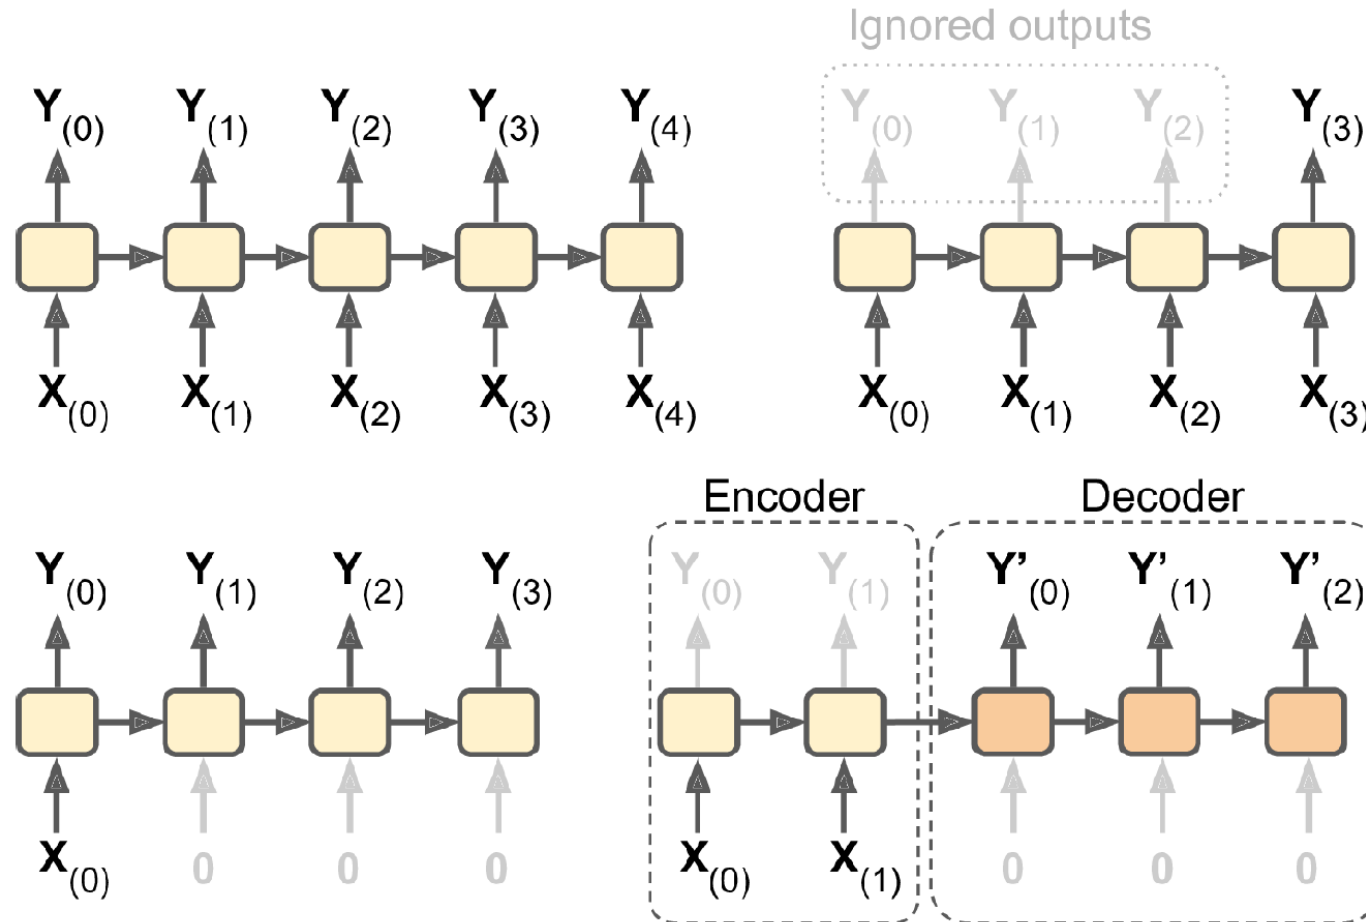 Ignored outputs
Y(0) Y(1) Y(2) Y(3) Y(4)
Y(0) Y(1) Y(2) Y(3)
X(0) X(1) X(2) X(3) X(4)
X(0) X(1) X(2) X(3)
Encoder
Decoder
Y(0) Y(1) Y(2) Y(3)
Y(0) Y(1)
Y'(0) Y'(1) Y'(2)
X(0) 0 0 0
X(0) X(1)
0 0 0